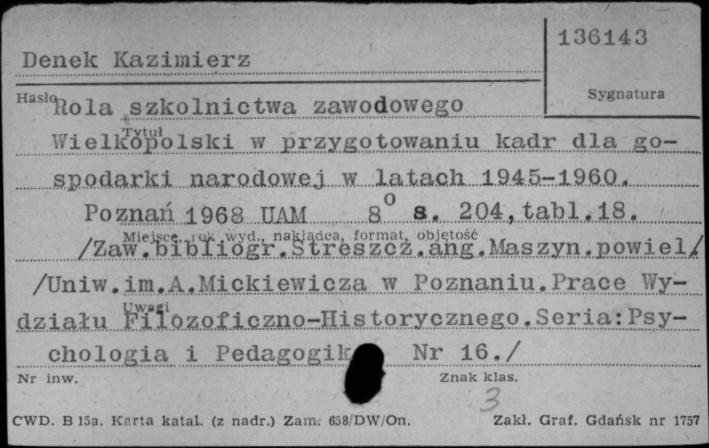 136143
Denek Kazimierz
Sygnatura
Hasło
Rola szkolnictwa zawodowego
Tytuł
Wielkopolski w przygotowaniu kadr dla go-
spodarki narodowej w latach 1945-1960.
Poznań 1968 UAM 8° s. 204,tabl.18.
Miejsce, rok wyd., nakładca, format, objętość
/Zaw.bibliogr.Streszcz.ang.Maszyn.powiel/
/Uniw.im.A.Mickiewicza w Poznaniu.Prace Wy-
Uwagi
działu Filozoficzno-Historycznego.Seria:Psy-
chologia i Pedagogik Nr 16./
Nr inw. Znak klas.
3
CWD. B 15a. Karta katal. (z nadr.) Zam. 658/DW/On. Zakł. Graf. Gdańsk nr 1757